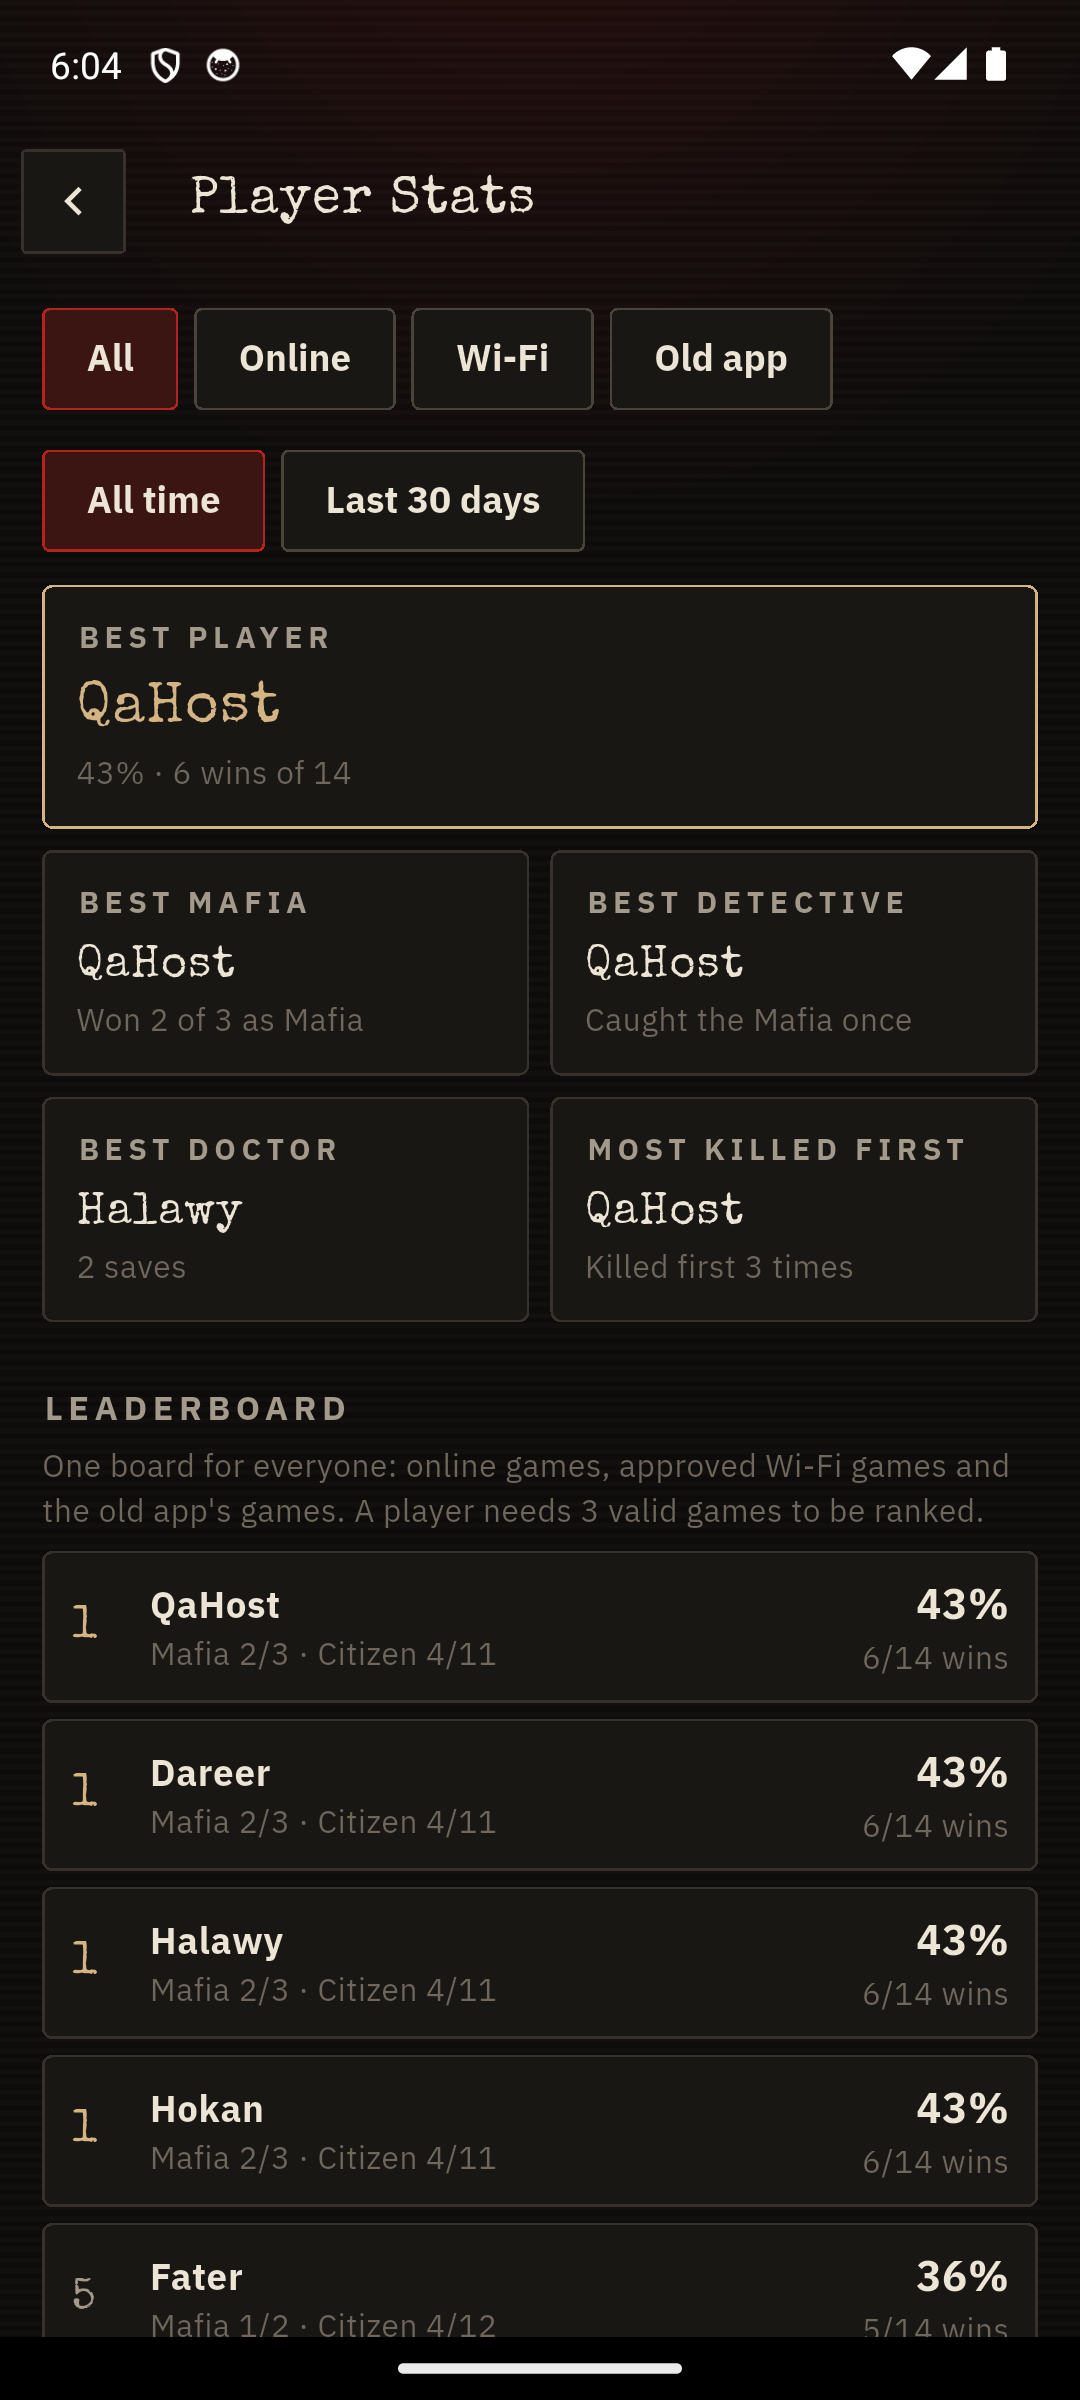 6:04
Player Stats
All Online Wi-Fi Old app
All time Last 30 days
BEST PLAYER
QaHost
43% · 6 wins of 14
BEST MAFIA
QaHost
Won 2 of 3 as Mafia
BEST DETECTIVE
QaHost
Caught the Mafia once
BEST DOCTOR
Halawy
2 saves
MOST KILLED FIRST
QaHost
Killed first 3 times
LEADERBOARD
One board for everyone: online games, approved Wi-Fi games and
the old app's games. A player needs 3 valid games to be ranked.
1 QaHost 43%
Mafia 2/3 · Citizen 4/11 6/14 wins
1 Dareer 43%
Mafia 2/3 · Citizen 4/11 6/14 wins
1 Halawy 43%
Mafia 2/3 · Citizen 4/11 6/14 wins
1 Hokan 43%
Mafia 2/3 · Citizen 4/11 6/14 wins
5 Fater 36%
Mafia 1/2 · Citizen 4/12 5/14 wins